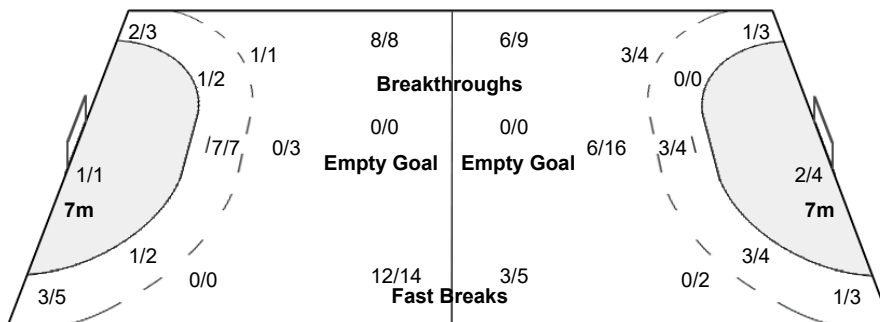 2/3 8/8 6/9 1/3
1/1 3/4
1/2 0/0
Breakthroughs
0/0 0/0
7/7 0/3 6/16 3/4
Empty Goal Empty Goal
1/1 2/4
7m 7m
1/2 3/4
0/0 12/14 3/5 0/2
3/5 Fast Breaks 1/3